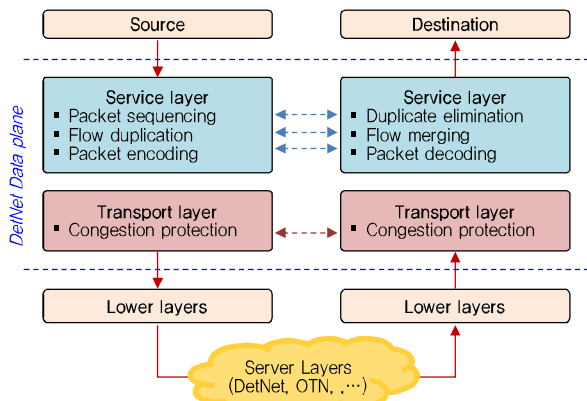 Source
Destination
DetNet Data plane
Service layer
▪ Packet sequencing
▪ Flow duplication
▪ Packet encoding
Service layer
▪ Duplicate elimination
▪ Flow merging
▪ Packet decoding
Transport layer
▪ Congestion protection
Transport layer
▪ Congestion protection
Lower layers
Lower layers
Server Layers
(DetNet, OTN, ,⋯)